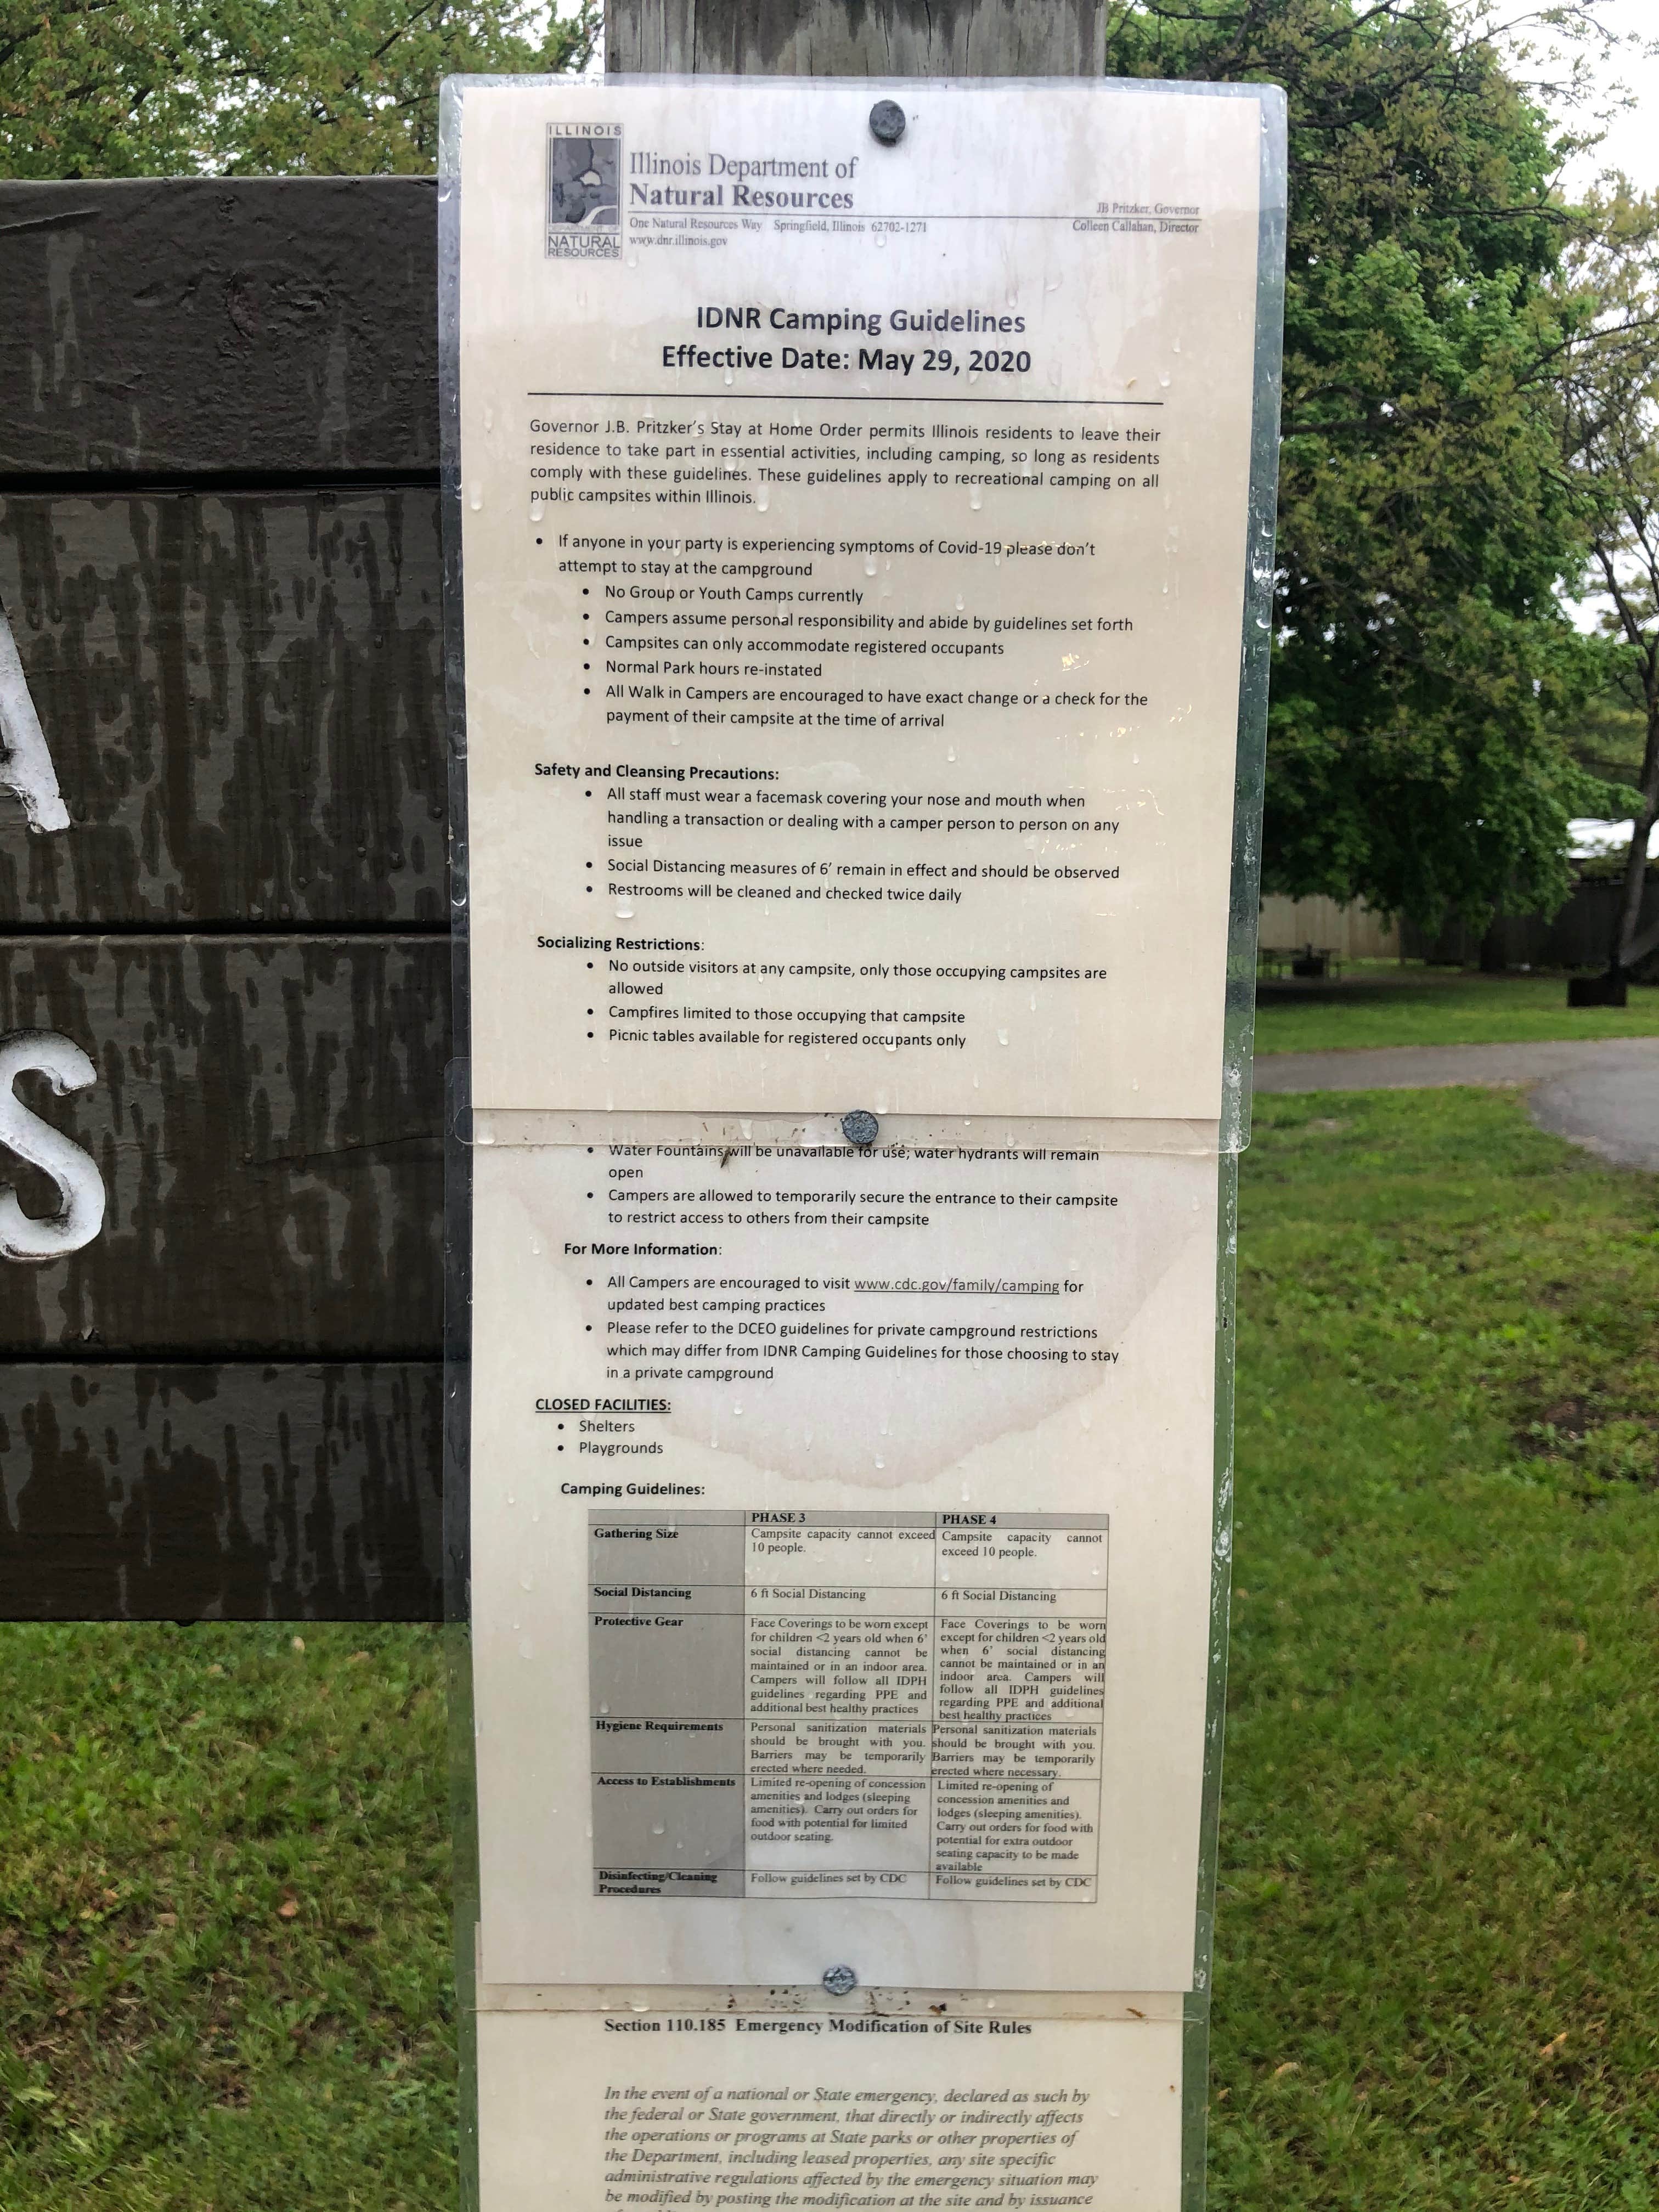 A
S
ILLINOIS
DEPARTMENT OF
NATURAL
RESOURCES
Illinois Department of
Natural Resources
One Natural Resources Way Springfield, Illinois 62702-1271
www.dnr.illinois.gov
JB Pritzker, Governor
Colleen Callahan, Director
IDNR Camping Guidelines
Effective Date: May 29, 2020
Governor J.B. Pritzker's Stay at Home Order permits Illinois residents to leave their
residence to take part in essential activities, including camping, so long as residents
comply with these guidelines. These guidelines apply to recreational camping on all
public campsites within Illinois.
• If anyone in your party is experiencing symptoms of Covid-19 please don't
attempt to stay at the campground
• No Group or Youth Camps currently
• Campers assume personal responsibility and abide by guidelines set forth
• Campsites can only accommodate registered occupants
• Normal Park hours re-instated
• All Walk in Campers are encouraged to have exact change or a check for the
payment of their campsite at the time of arrival
Safety and Cleansing Precautions:
• All staff must wear a facemask covering your nose and mouth when
handling a transaction or dealing with a camper person to person on any
issue
• Social Distancing measures of 6' remain in effect and should be observed
• Restrooms will be cleaned and checked twice daily
Socializing Restrictions:
• No outside visitors at any campsite, only those occupying campsites are
allowed
• Campfires limited to those occupying that campsite
• Picnic tables available for registered occupants only
• Water Fountains will be unavailable for use; water hydrants will remain
open
• Campers are allowed to temporarily secure the entrance to their campsite
to restrict access to others from their campsite
For More Information:
• All Campers are encouraged to visit www.cdc.gov/family/camping for
updated best camping practices
• Please refer to the DCEO guidelines for private campground restrictions
which may differ from IDNR Camping Guidelines for those choosing to stay
in a private campground
CLOSED FACILITIES:
• Shelters
• Playgrounds
Camping Guidelines:
PHASE 3
PHASE 4
Gathering Size
Campsite capacity cannot exceed
10 people.
Campsite capacity cannot
exceed 10 people.
Social Distancing
6 ft Social Distancing
6 ft Social Distancing
Protective Gear
Face Coverings to be worn except
for children <2 years old when 6'
social distancing cannot be
maintained or in an indoor area.
Campers will follow all IDPH
guidelines regarding PPE and
additional best healthy practices
Face Coverings to be worn
except for children <2 years old
when 6' social distancing
cannot be maintained or in an
indoor area. Campers will
follow all IDPH guidelines
regarding PPE and additional
best healthy practices
Hygiene Requirements
Personal sanitization materials
should be brought with you.
Barriers may be temporarily
erected where needed.
Personal sanitization materials
should be brought with you.
Barriers may be temporarily
erected where necessary.
Access to Establishments
Limited re-opening of concession
amenities and lodges (sleeping
amenities). Carry out orders for
food with potential for limited
outdoor seating.
Limited re-opening of
concession amenities and
lodges (sleeping amenities).
Carry out orders for food with
potential for extra outdoor
seating capacity to be made
available
Disinfecting/Cleaning
Procedures
Follow guidelines set by CDC
Follow guidelines set by CDC
Section 110.185 Emergency Modification of Site Rules
In the event of a national or State emergency, declared as such by
the federal or State government, that directly or indirectly affects
the operations or programs at State parks or other properties of
the Department, including leased properties, any site specific
administrative regulations affected by the emergency situation may
be modified by posting the modification at the site and by issuance